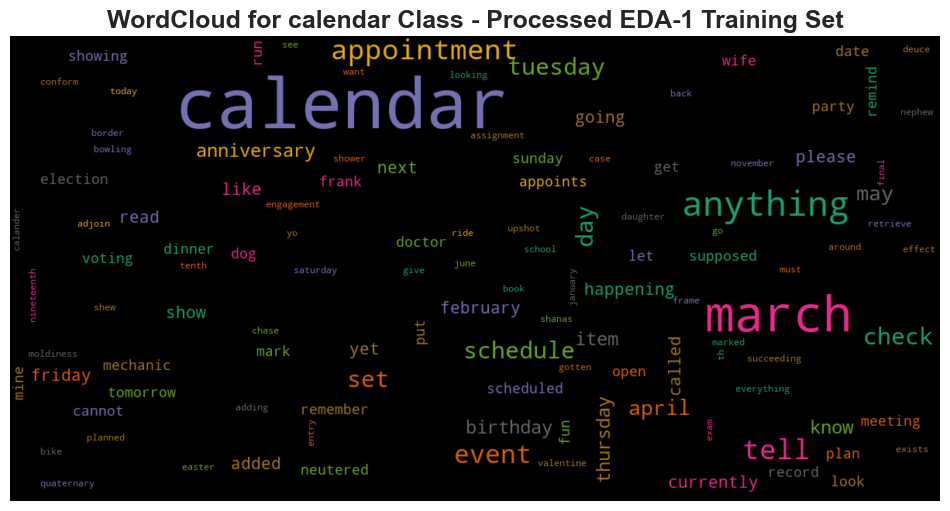 WordCloud for calendar Class - Processed EDA-1 Training Set
showing
run
see
appointment
date
deuce
wife
want
looking
tuesday
remind
conform
today
calendar
back
party
nephew
going
border
assignment
bowling
anniversary
shower
next
sunday
case
get
november
please
final
election
like
frank
appoints
may
engagement
anything
calander
adjoin
read
day
daughter
go
retrieve
yo
ride
upshot
voting
dinner
dog
doctor
school
let
supposed
around
effect
tenth
saturday
give
june
must
nineteenth
book
january
happening
frame
shew
show
february
march
put
shanas
chase
item
check
marked
th
moldiness
mark
yet
schedule
called
succeeding
mechanic
gotten
mine
friday
set
open
tomorrow
scheduled
everything
cannot
adding
remember
thursday
april
entry
birthday
fun
exam
know
meeting
planned
bike
event
tell
plan
exists
easter
added
neutered
valentine
record
quaternary
currently
look